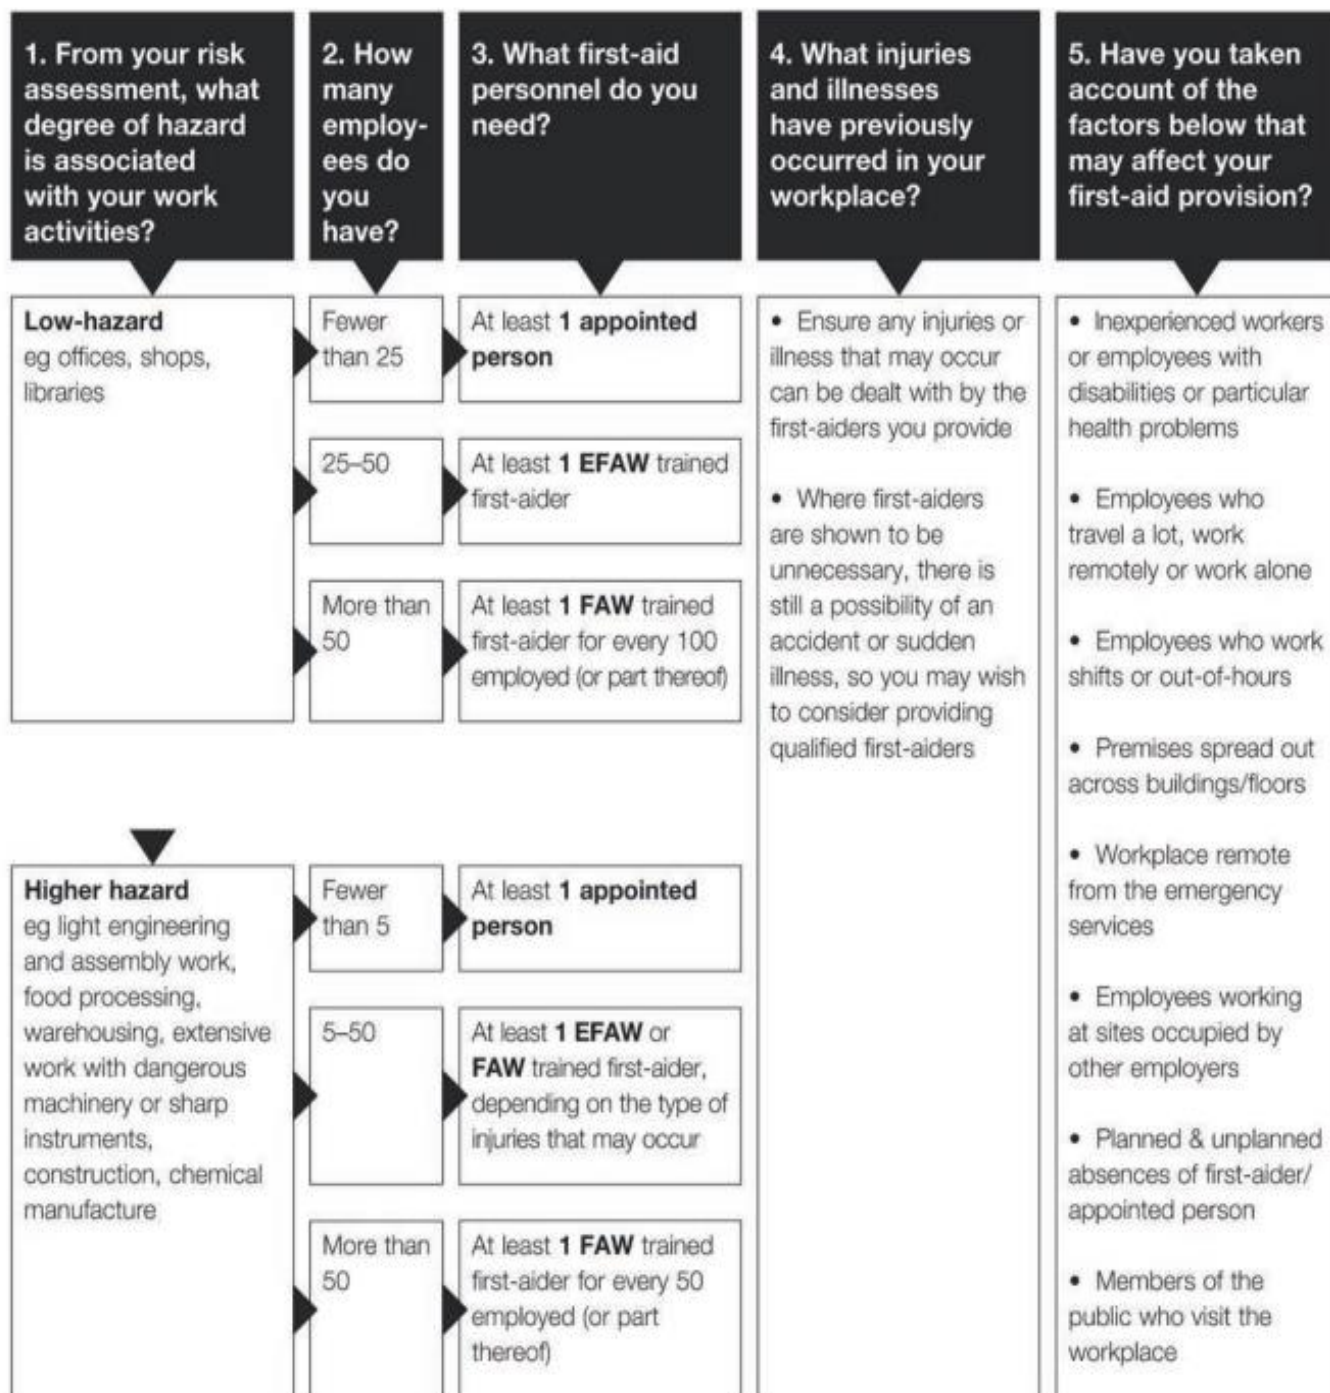 1. From your risk
assessment, what
degree of hazard
is associated
with your work
activities?
2. How
many
employ-
ees do
you
have?
3. What first-aid
personnel do you
need?
4. What injuries
and illnesses
have previously
occurred in your
workplace?
5. Have you taken
account of the
factors below that
may affect your
first-aid provision?
Low-hazard
eg offices, shops,
libraries
Fewer
than 25
At least 1 appointed
person
25–50
At least 1 EFAW trained
first-aider
More than
50
At least 1 FAW trained
first-aider for every 100
employed (or part thereof)
Higher hazard
eg light engineering
and assembly work,
food processing,
warehousing, extensive
work with dangerous
machinery or sharp
instruments,
construction, chemical
manufacture
Fewer
than 5
At least 1 appointed
person
5–50
At least 1 EFAW or
FAW trained first-aider,
depending on the type of
injuries that may occur
More than
50
At least 1 FAW trained
first-aider for every 50
employed (or part
thereof)
• Ensure any injuries or
illness that may occur
can be dealt with by the
first-aiders you provide
• Where first-aiders
are shown to be
unnecessary, there is
still a possibility of an
accident or sudden
illness, so you may wish
to consider providing
qualified first-aiders
• Inexperienced workers
or employees with
disabilities or particular
health problems
• Employees who
travel a lot, work
remotely or work alone
• Employees who work
shifts or out-of-hours
• Premises spread out
across buildings/floors
• Workplace remote
from the emergency
services
• Employees working
at sites occupied by
other employers
• Planned & unplanned
absences of first-aider/
appointed person
• Members of the
public who visit the
workplace